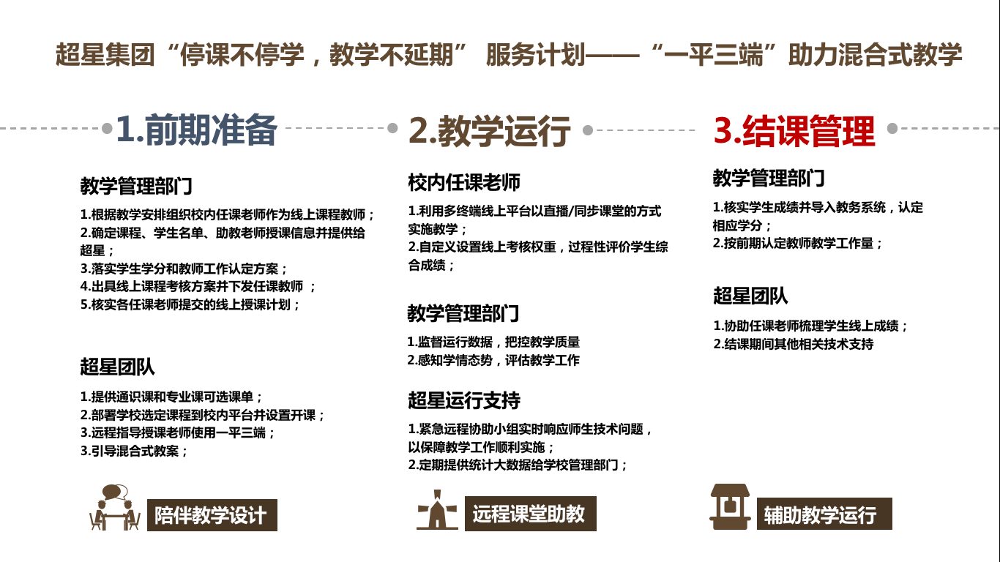 超星集团“停课不停学，教学不延期” 服务计划——“一平三端”助力混合式教学
1.前期准备
教学管理部门
1.根据教学安排组织校内任课老师作为线上课程教师；
2.确定课程、学生名单、助教老师授课信息并提供给
超星；
3.落实学生学分和教师工作认定方案；
4.出具线上课程考核方案并下发任课教师 ；
5.核实各任课老师提交的线上授课计划；
超星团队
1.提供通识课和专业课可选课单；
2.部署学校选定课程到校内平台并设置开课；
3.远程指导授课老师使用一平三端；
3.引导混合式教案；
陪伴教学设计
2.教学运行
校内任课老师
1.利用多终端线上平台以直播/同步课堂的方式
实施教学；
2.自定义设置线上考核权重，过程性评价学生综
合成绩；
教学管理部门
1.监督运行数据，把控教学质量
2.感知学情态势，评估教学工作
超星运行支持
1.紧急远程协助小组实时响应师生技术问题，
以保障教学工作顺利实施；
2.定期提供统计大数据给学校管理部门；
远程课堂助教
3.结课管理
教学管理部门
1.核实学生成绩并导入教务系统，认定
相应学分；
2.按前期认定教师教学工作量；
超星团队
1.协助任课老师梳理学生线上成绩；
2.结课期间其他相关技术支持
辅助教学运行